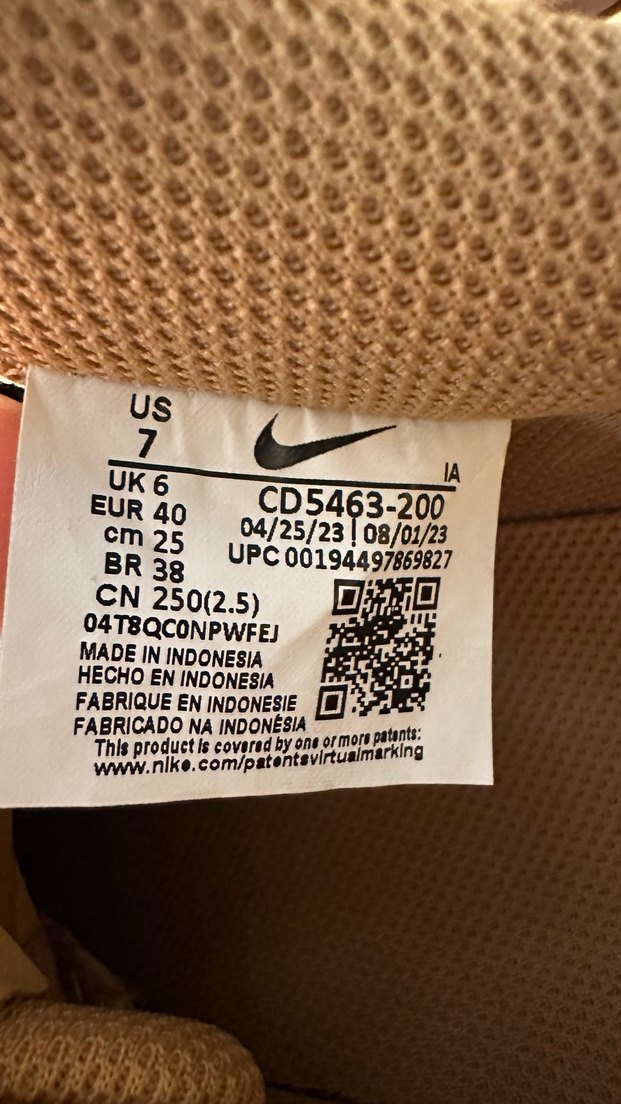 US
7
IA
UK 6
EUR 40
cm 25
BR 38
CN 250(2.5)
CD5463-200
04/25/23 | 08/01/23
UPC 00194497869827
04T8QC0NPWFEJ
MADE IN INDONESIA
HECHO EN INDONESIA
FABRIQUE EN INDONESIE
FABRICADO NA INDONÉSIA
This product is covered by one or more patents:
www.nike.com/patentsvirtualmarking